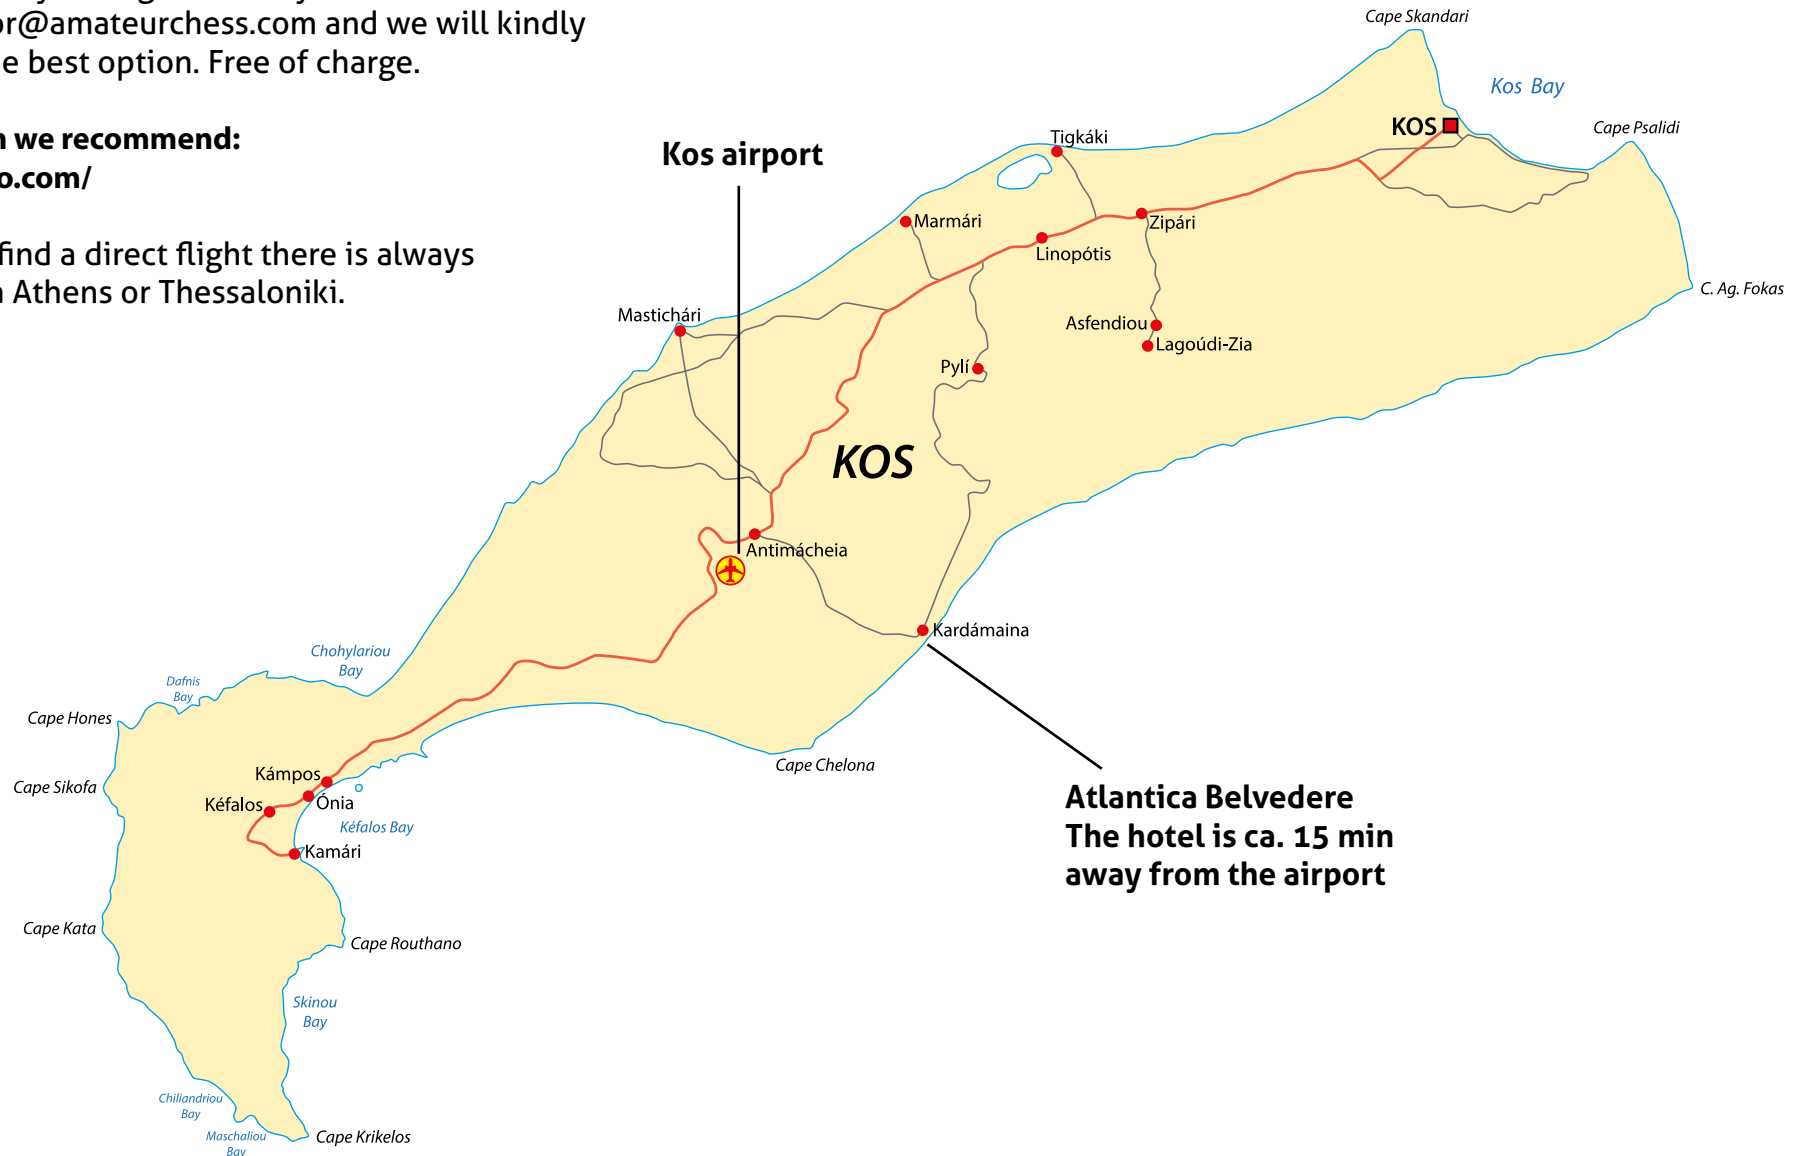 or@amateurchess.com and we will kindly
e best option. Free of charge.
we recommend:
o.com/
find a direct flight there is always
Athens or Thessaloniki.
Cape Skandari
Kos Bay
KOS
Cape Psalidi
Tigkáki
Kos airport
Marmári
Zipári
Linopótis
C. Ag. Fokas
Mastichári
Asfendiou
Lagoúdi-Zia
Pylí
KOS
Antimácheia
Kardámaina
Chohylariou
Bay
Dafnis
Bay
Cape Hones
Cape Chelona
Kámpos
Cape Sikofa
Ónia
Kéfalos
Kéfalos Bay
Kamári
Atlantica Belvedere
The hotel is ca. 15 min
away from the airport
Cape Kata
Cape Routhano
Skinou
Bay
Chiliandriou
Bay
Maschaliou
Bay
Cape Krikelos